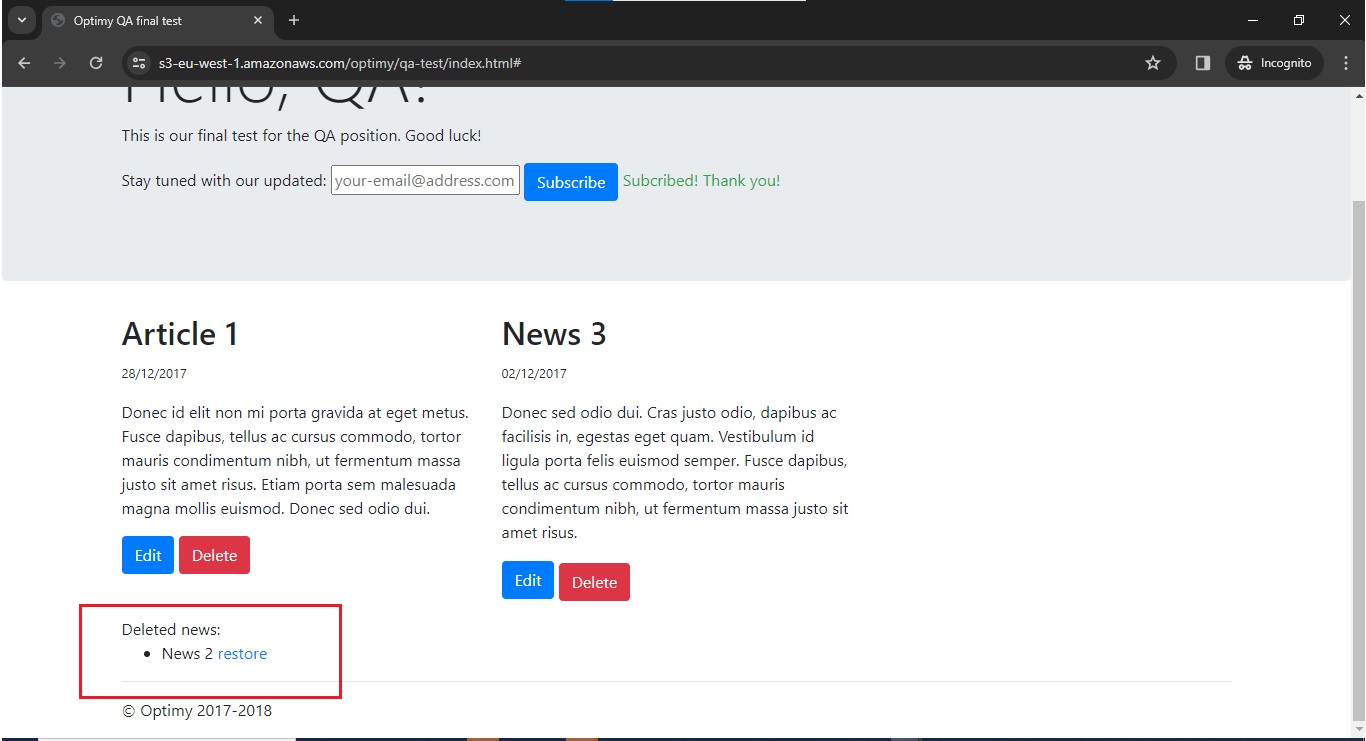 Optimy QA final test
s3-eu-west-1.amazonaws.com/optimy/qa-test/index.html#
Incognito
Hello, QA!
This is our final test for the QA position. Good luck!
Stay tuned with our updated: your-email@address.com Subscribe Subcribed! Thank you!
Article 1
28/12/2017
Donec id elit non mi porta gravida at eget metus.
Fusce dapibus, tellus ac cursus commodo, tortor
mauris condimentum nibh, ut fermentum massa
justo sit amet risus. Etiam porta sem malesuada
magna mollis euismod. Donec sed odio dui.
Edit Delete
News 3
02/12/2017
Donec sed odio dui. Cras justo odio, dapibus ac
facilisis in, egestas eget quam. Vestibulum id
ligula porta felis euismod semper. Fusce dapibus,
tellus ac cursus commodo, tortor mauris
condimentum nibh, ut fermentum massa justo sit
amet risus.
Edit Delete
Deleted news:
News 2 restore
© Optimy 2017-2018